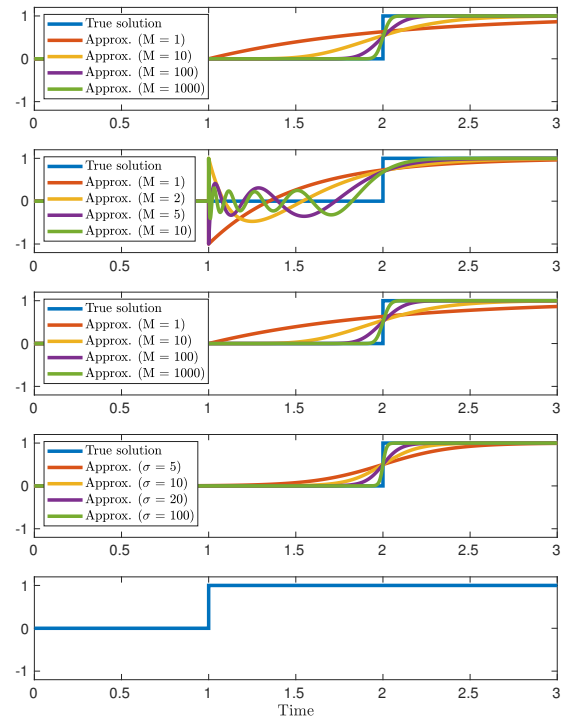 1
0
-1
True solution
Approx. (M = 1)
Approx. (M = 10)
Approx. (M = 100)
Approx. (M = 1000)
0 0.5 1 1.5 2 2.5 3
1
0
-1
True solution
Approx. (M = 1)
Approx. (M = 2)
Approx. (M = 5)
Approx. (M = 10)
0 0.5 1 1.5 2 2.5 3
1
0
-1
True solution
Approx. (M = 1)
Approx. (M = 10)
Approx. (M = 100)
Approx. (M = 1000)
0 0.5 1 1.5 2 2.5 3
1
0
-1
True solution
Approx. (σ = 5)
Approx. (σ = 10)
Approx. (σ = 20)
Approx. (σ = 100)
0 0.5 1 1.5 2 2.5 3
1
0
-1
0 0.5 1 1.5 2 2.5 3
Time